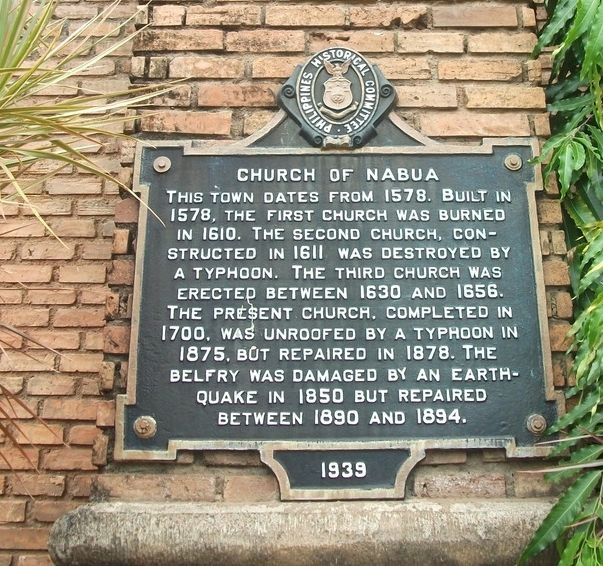 PHILIPPINES HISTORICAL COMMITTEE
CHURCH OF NABUA
THIS TOWN DATES FROM 1578. BUILT IN
1578, THE FIRST CHURCH WAS BURNED
IN 1610. THE SECOND CHURCH, CON-
STRUCTED IN 1611 WAS DESTROYED BY
A TYPHOON. THE THIRD CHURCH WAS
ERECTED BETWEEN 1630 AND 1656.
THE PRESENT CHURCH, COMPLETED IN
1700, WAS UNROOFED BY A TYPHOON IN
1875, BUT REPAIRED IN 1878. THE
BELFRY WAS DAMAGED BY AN EARTH-
QUAKE IN 1850 BUT REPAIRED
BETWEEN 1890 AND 1894.
1939